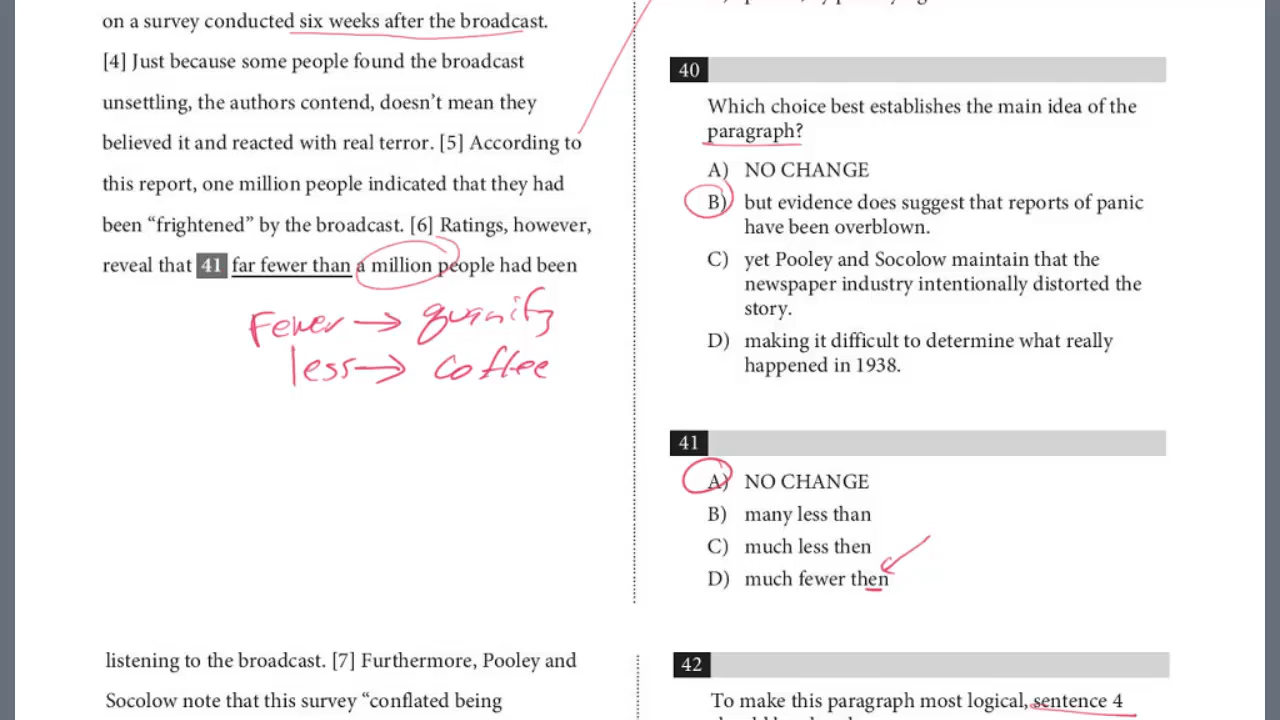 on a survey conducted six weeks after the broadcast.
[4] Just because some people found the broadcast
unsettling, the authors contend, doesn’t mean they
believed it and reacted with real terror. [5] According to
this report, one million people indicated that they had
been “frightened” by the broadcast. [6] Ratings, however,
reveal that 41 far fewer than a million people had been
Fewer → quanity
less → coffee
listening to the broadcast. [7] Furthermore, Pooley and
Socolow note that this survey “conflated being
40
Which choice best establishes the main idea of the
paragraph?
A) NO CHANGE
B) but evidence does suggest that reports of panic
have been overblown.
C) yet Pooley and Socolow maintain that the
newspaper industry intentionally distorted the
story.
D) making it difficult to determine what really
happened in 1938.
41
A) NO CHANGE
B) many less than
C) much less then
D) much fewer then
42
To make this paragraph most logical, sentence 4